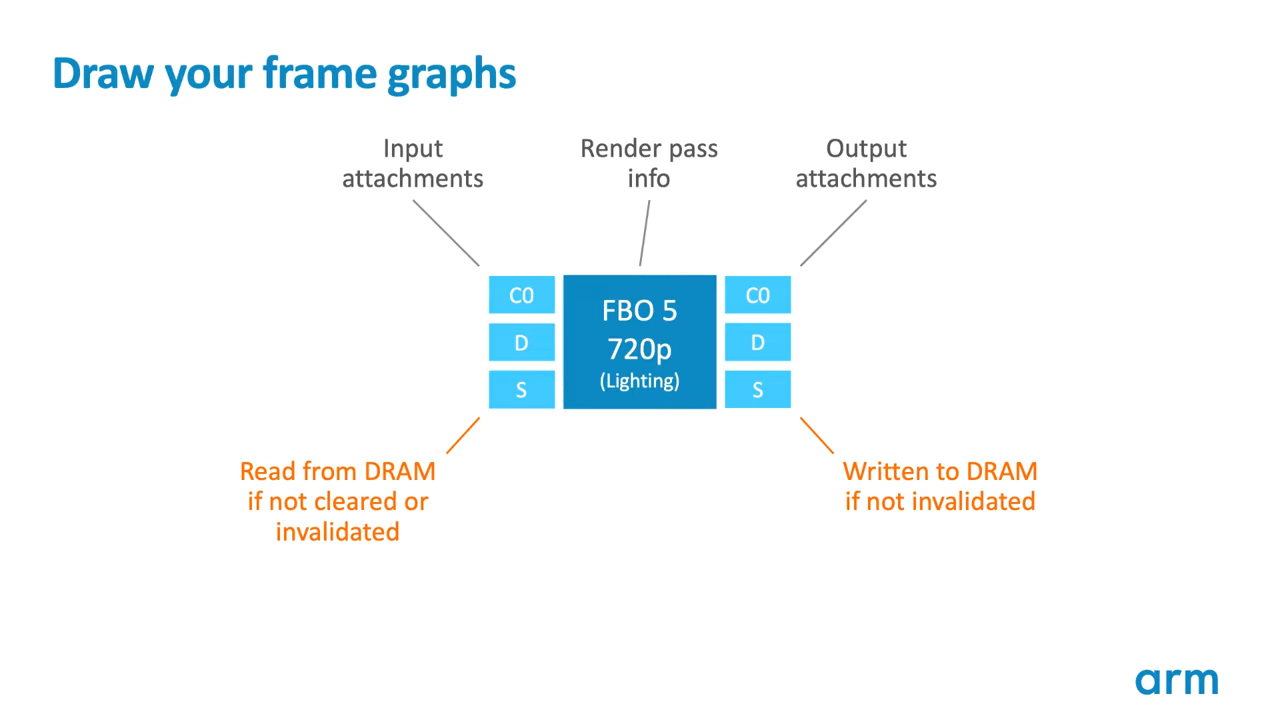 Draw your frame graphs
Input
attachments
Render pass
info
Output
attachments
C0
D
S
FBO 5
720p
(Lighting)
C0
D
S
Read from DRAM
if not cleared or
invalidated
Written to DRAM
if not invalidated
arm